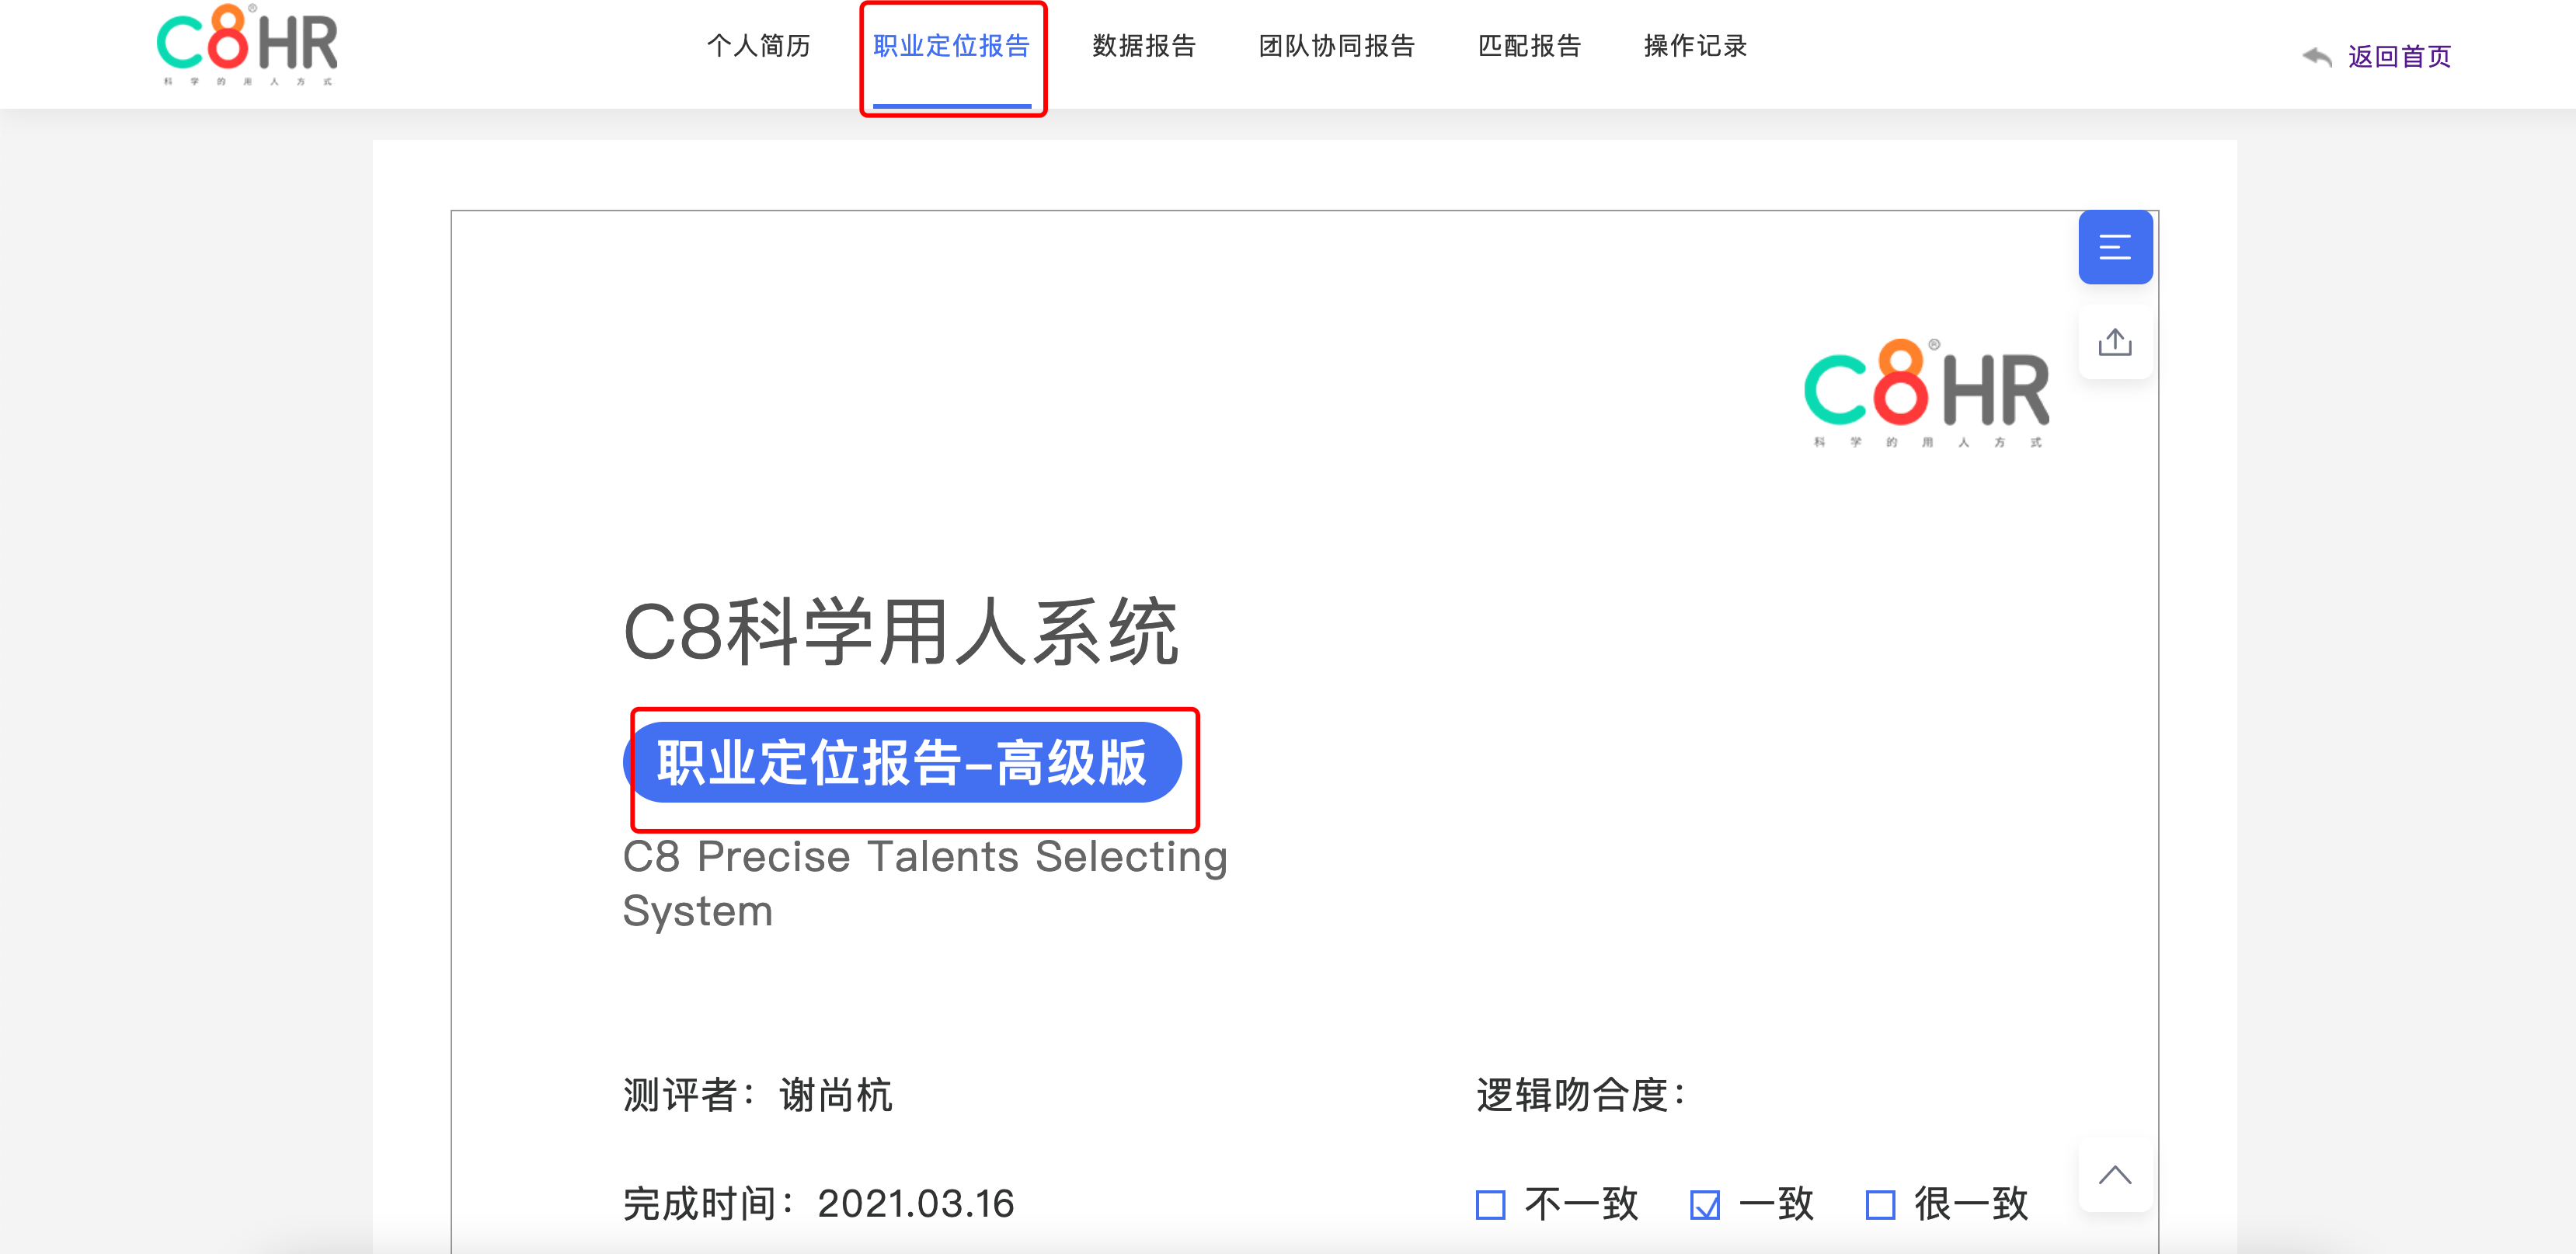 C8HR®
科学的用人方式
个人简历 职业定位报告 数据报告 团队协同报告 匹配报告 操作记录
返回首页
C8HR®
科学的用人方式
C8科学用人系统
职业定位报告-高级版
C8 Precise Talents Selecting
System
测评者：谢尚杭
逻辑吻合度：
完成时间：2021.03.16
不一致 一致 很一致